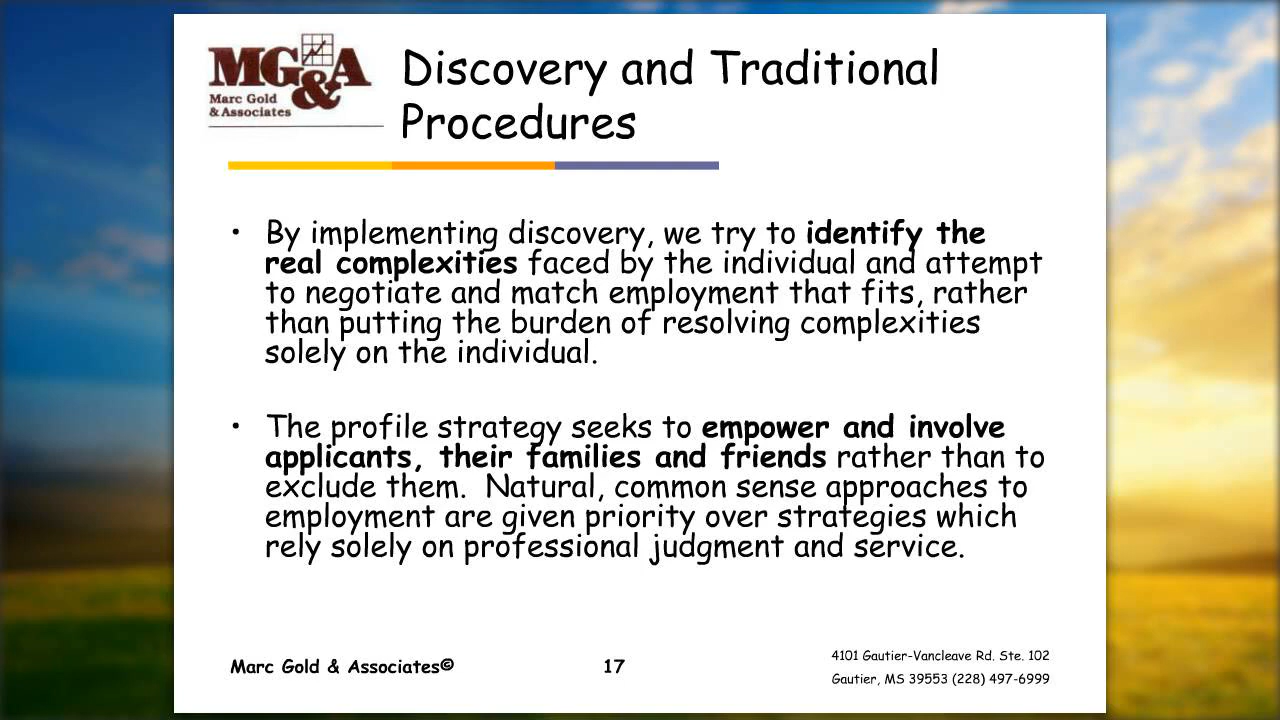 MG&A
Marc Gold
& Associates
Discovery and Traditional
Procedures
• By implementing discovery, we try to identify the
real complexities faced by the individual and attempt
to negotiate and match employment that fits, rather
than putting the burden of resolving complexities
solely on the individual.
• The profile strategy seeks to empower and involve
applicants, their families and friends rather than to
exclude them.  Natural, common sense approaches to
employment are given priority over strategies which
rely solely on professional judgment and service.
Marc Gold & Associates©
17
4101 Gautier-Vancleave Rd. Ste. 102
Gautier, MS 39553 (228) 497-6999